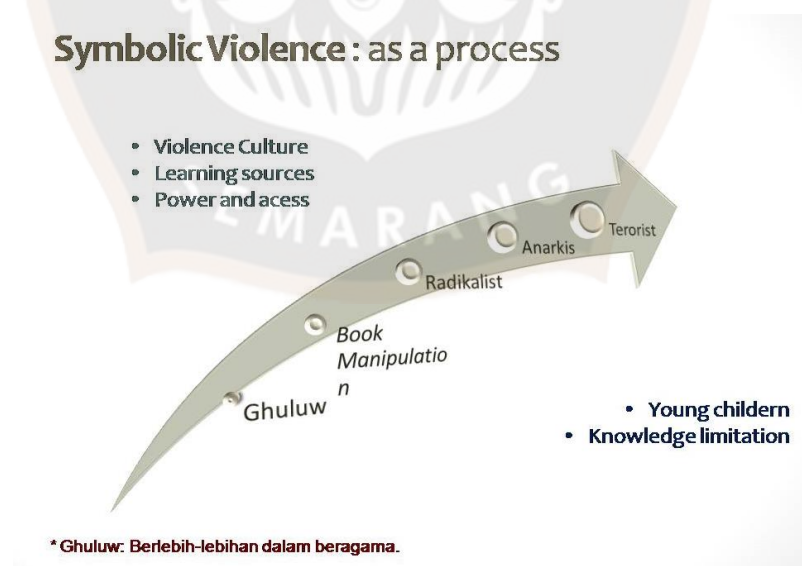 Symbolic Violence : as a process
• Violence Culture
• Learning sources
• Power and acess
SEMARANG
Terorist
Anarkis
Radikalist
Book
Manipulatio
n
Ghuluw
• Young childern
• Knowledge limitation
* Ghuluw: Berlebih-lebihan dalam beragama.